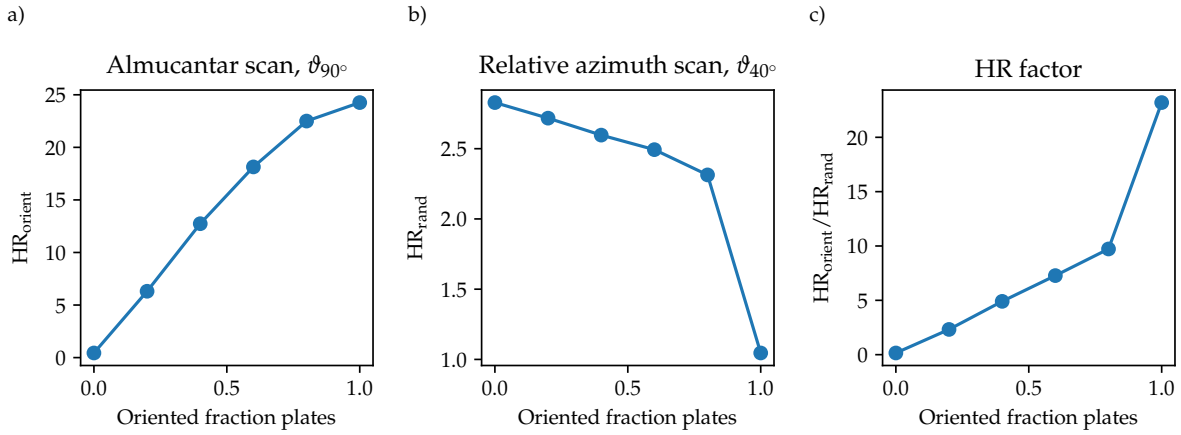 a)
Almucantar scan, ϑ90°
HRorient
25
20
15
10
5
0
0.0 0.5 1.0
Oriented fraction plates
b)
Relative azimuth scan, ϑ40°
HRrand
2.5
2.0
1.5
1.0
0.0 0.5 1.0
Oriented fraction plates
c)
HR factor
HRorient/HRrand
20
15
10
5
0
0.0 0.5 1.0
Oriented fraction plates